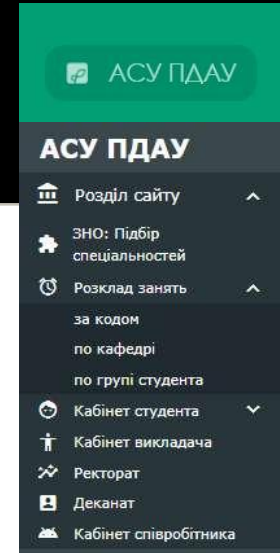 АСУ ПДАУ
АСУ ПДАУ
Розділ сайту
ЗНО: Підбір
спеціальностей
Розклад занять
за кодом
по кафедрі
по групі студента
Кабінет студента
Кабінет викладача
Ректорат
Деканат
Кабінет співробітника